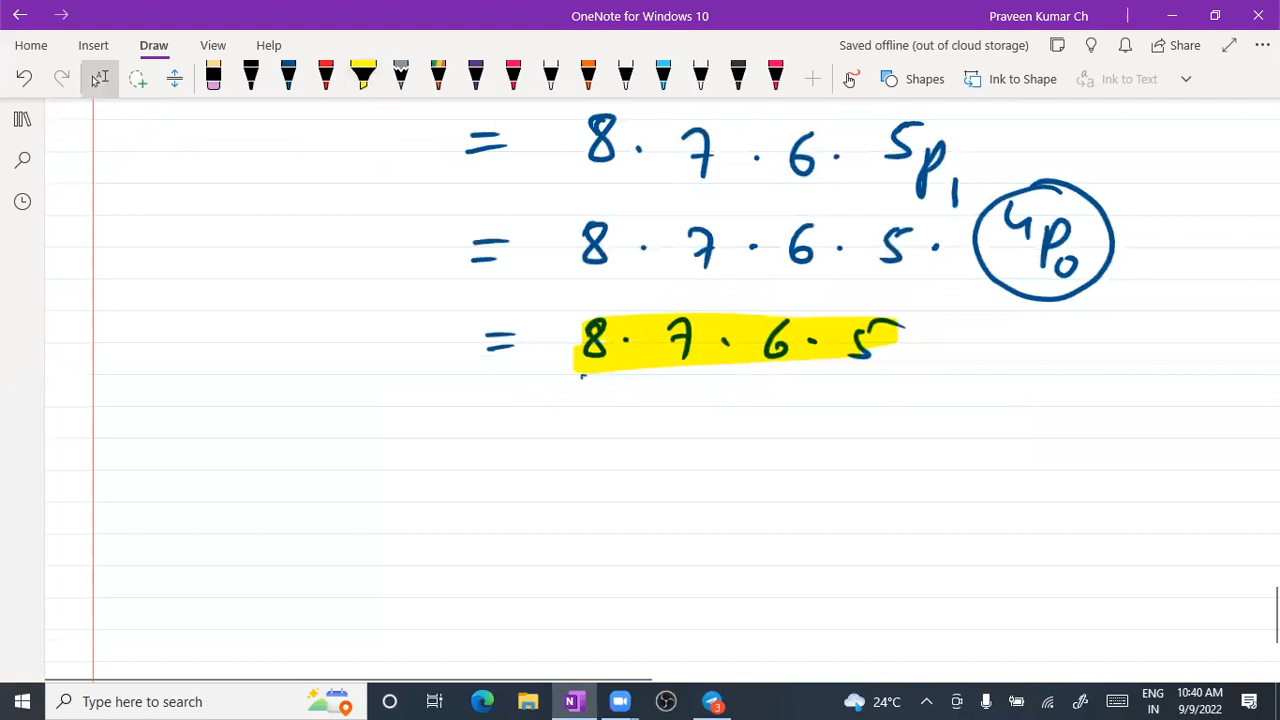 OneNote for Windows 10
Praveen Kumar Ch
Home Insert Draw View Help
Saved offline (out of cloud storage)
Share
Shapes
Ink to Shape
Ink to Text
= 8 . 7 . 6 . 5p₁
= 8 . 7 . 6 . 5 . ⁴p₀
= 8 . 7 . 6 . 5
Type here to search
3
24°C
ENG
IN
10:40 AM
9/9/2022